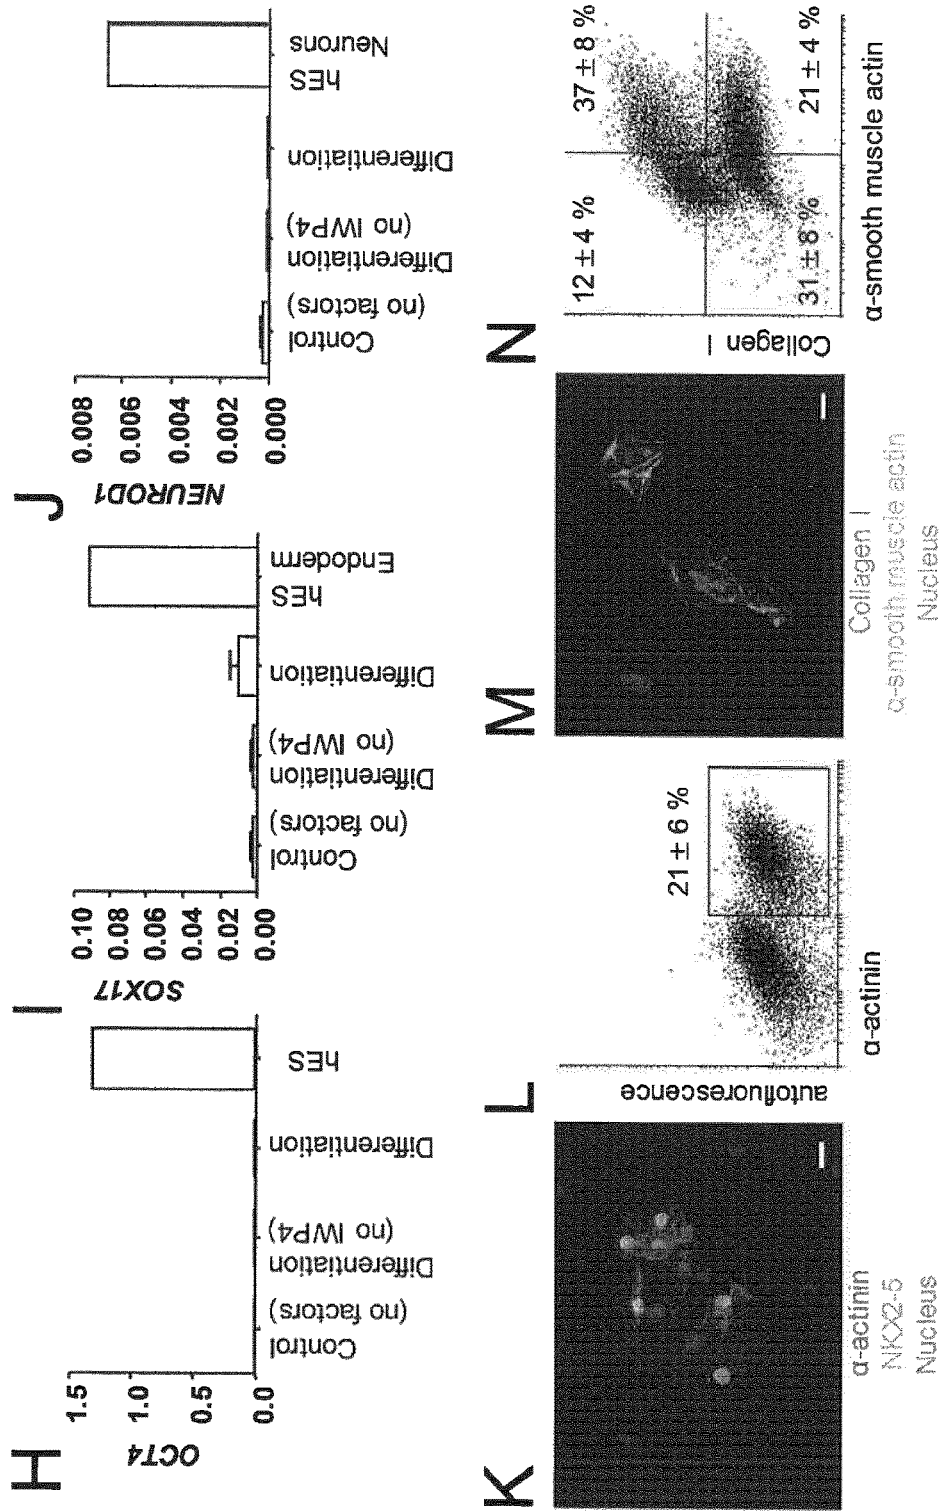 H
OCT4
1.5
1.0
0.5
0.0
Control
(no factors)
Differentiation
(no IWP4)
Differentiation
hES
I
SOX17
0.10
0.08
0.06
0.04
0.02
0.00
Control
(no factors)
Differentiation
(no IWP4)
Differentiation
hES
Endoderm
J
NEUROD1
0.008
0.006
0.004
0.002
0.000
Control
(no factors)
Differentiation
(no IWP4)
Differentiation
hES
Neurons
K
α-actinin
NKX2-5
Nucleus
L
autofluorescence
21 ± 6 %
α-actinin
M
Collagen I
α-smooth muscle actin
Nucleus
N
Collagen I
12 ± 4 %
37 ± 8 %
31 ± 8 %
21 ± 4 %
α-smooth muscle actin